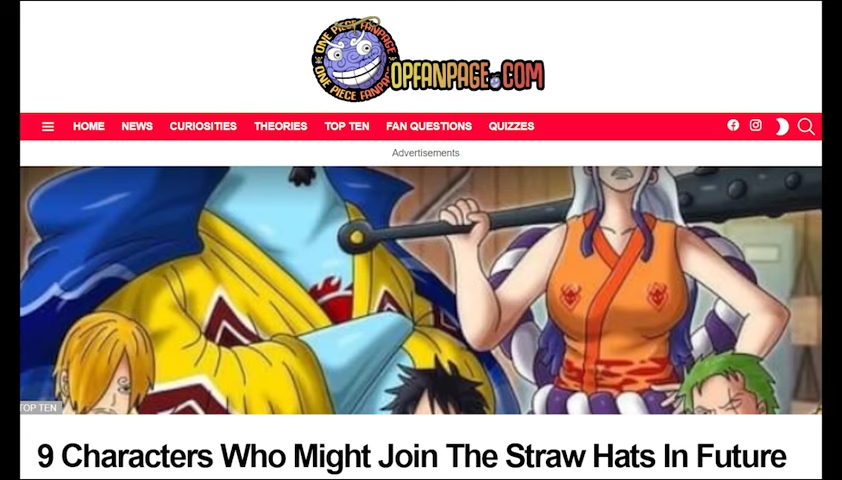 ONE PIECE FANPAGE
ONE PIECE FANPAGE
OPFANPAGE.COM
HOME NEWS CURIOSITIES THEORIES TOP TEN FAN QUESTIONS QUIZZES
Advertisements
TOP TEN
9 Characters Who Might Join The Straw Hats In Future